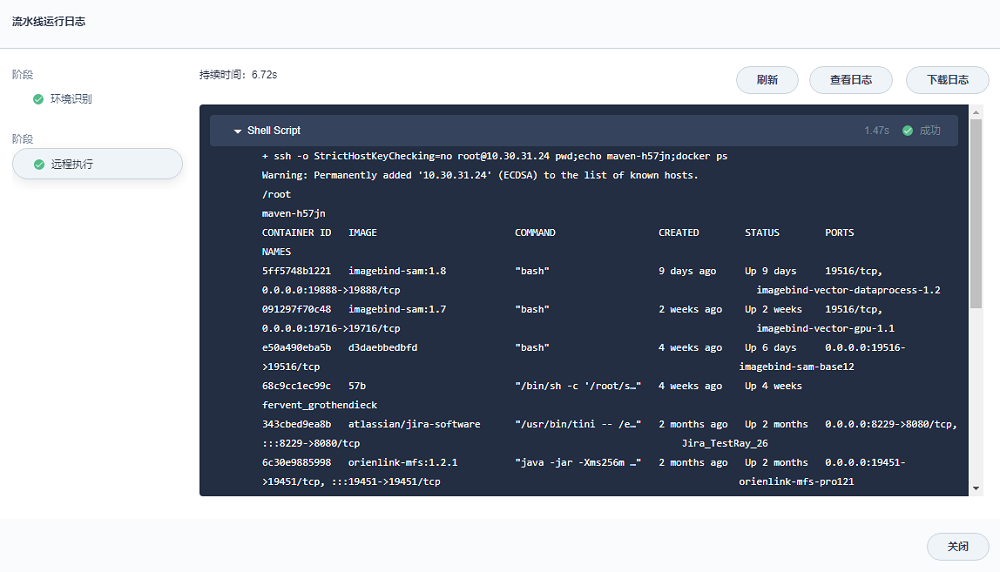 流水线运行日志
阶段
环境识别
阶段
远程执行
持续时间：6.72s
刷新
查看日志
下载日志
Shell Script
1.47s
成功
+ ssh -o StrictHostKeyChecking=no root@10.30.31.24 pwd;echo maven-h57jn;docker ps
Warning: Permanently added '10.30.31.24' (ECDSA) to the list of known hosts.
/root
maven-h57jn
CONTAINER ID IMAGE COMMAND CREATED STATUS PORTS
NAMES
5ff5748b1221 imagebind-sam:1.8 "bash" 9 days ago Up 9 days 19516/tcp,
0.0.0.0:19888->19888/tcp imagebind-vector-dataprocess-1.2
091297f70c48 imagebind-sam:1.7 "bash" 2 weeks ago Up 2 weeks 19516/tcp,
0.0.0.0:19716->19716/tcp imagebind-vector-gpu-1.1
e50a490eba5b d3daebbedbfd "bash" 4 weeks ago Up 6 days 0.0.0.0:19516-
>19516/tcp imagebind-sam-base12
68c9cc1ec99c 57b "/bin/sh -c '/root/s…" 4 weeks ago Up 4 weeks
fervent_grothendieck
343cbed9ea8b atlassian/jira-software "/usr/bin/tini -- /e…" 2 months ago Up 2 months 0.0.0.0:8229->8080/tcp,
:::8229->8080/tcp Jira_TestRay_26
6c30e9885998 orienlink-mfs:1.2.1 "java -jar -Xms256m …" 2 months ago Up 2 months 0.0.0.0:19451-
>19451/tcp, :::19451->19451/tcp orienlink-mfs-pro121
关闭